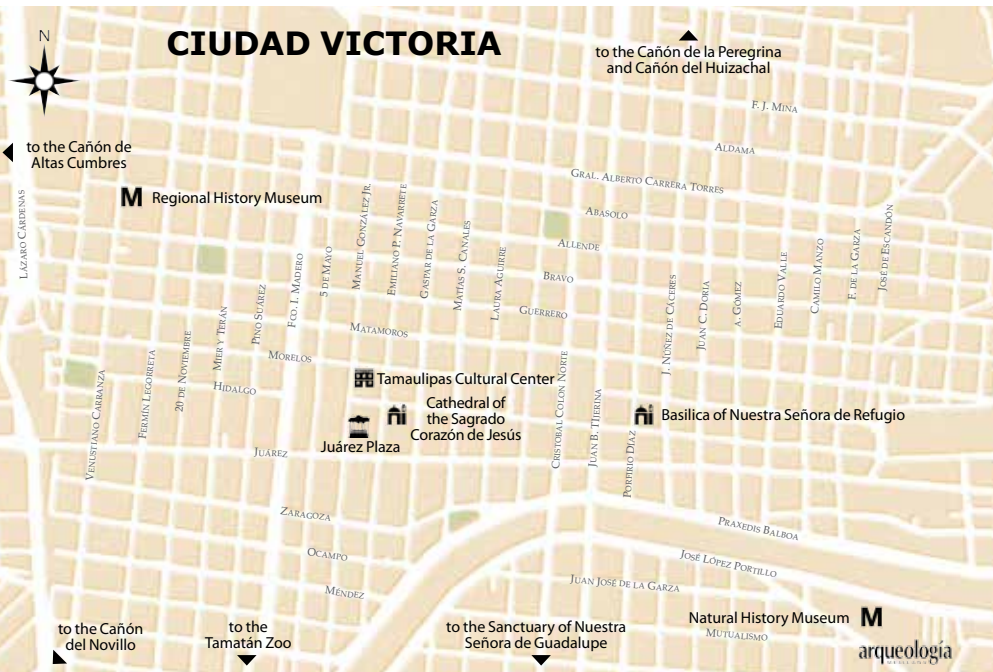 CIUDAD VICTORIA
N
to the Cañón de la Peregrina
and Cañón del Huizachal
F. J. MINA
ALDAMA
to the Cañón de
Altas Cumbres
GRAL. ALBERTO CARRERA TORRES
M Regional History Museum
ABASOLO
ALLENDE
BRAVO
GUERRERO
LÁZARO CÁRDENAS
MANUEL GONZÁLEZ JR.
EMILIANO P. NAVARRETE
GASPAR DE LA GARZA
MATÍAS S. CANALES
LAURA AGUIRRE
5 DE MAYO
FCO. I. MADERO
PINO SUÁREZ
MIER Y TERÁN
20 DE NOVIEMBRE
FERMÍN LEGORRETA
VENUSTIANO CARRANZA
J. NÚÑEZ DE CÁCERES
JUAN C. DORIA
A. GÓMEZ
EDUARDO VALLE
CAMILO MANZO
F. DE LA GARZA
JOSÉ DE ESCANDÓN
MATAMOROS
MORELOS
HIDALGO
Tamaulipas Cultural Center
Cathedral of
the Sagrado
Corazón de Jesús
Juárez Plaza
CRISTOBAL COLON NORTE
JUAN B. TIJERINA
PORFIRIO DÍAZ
Basilica of Nuestra Señora de Refugio
JUÁREZ
ZARAGOZA
OCAMPO
MÉNDEZ
PRAXEDIS BALBOA
JOSÉ LÓPEZ PORTILLO
JUAN JOSÉ DE LA GARZA
Natural History Museum M
MUTUALISMO
to the Cañón
del Novillo
to the
Tamatán Zoo
to the Sanctuary of Nuestra
Señora de Guadalupe
arqueología
MEXICANA